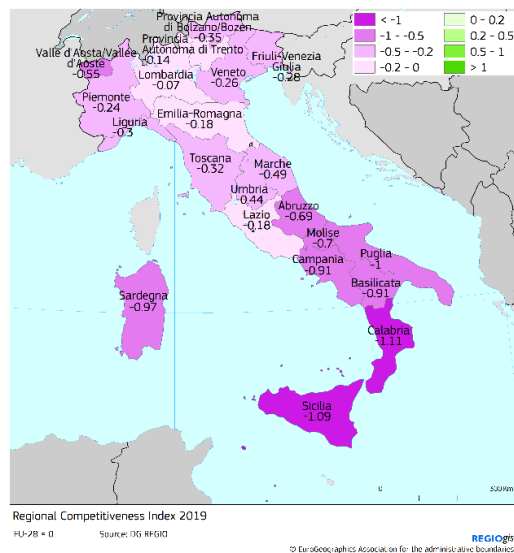 Provincia Autonoma
di Bolzano/Bozen
-0.35
Provincia
Autonoma di Trento
-0.14
Valle d'Aosta/Vallée
d'Aoste
-0.55
Friuli-Venezia
Giulia
-0.28
Lombardia
-0.07
Veneto
-0.26
Piemonte
-0.24
Emilia-Romagna
-0.18
Liguria
-0.3
Toscana
-0.32
Marche
-0.49
Umbria
-0.44
Abruzzo
-0.69
Lazio
-0.18
Molise
-0.7
Puglia
-1
Campania
-0.91
Basilicata
-0.91
Sardegna
-0.97
Calabria
-1.11
Sicilia
-1.09
< -1
-1 - -0.5
-0.5 - -0.2
-0.2 - 0
0 - 0.2
0.2 - 0.5
0.5 - 1
> 1
0 300 Km
Regional Competitiveness Index 2019
EU-28 = 0 Source: DG REGIO
REGIOgis
© EuroGeographics Association for the administrative boundaries